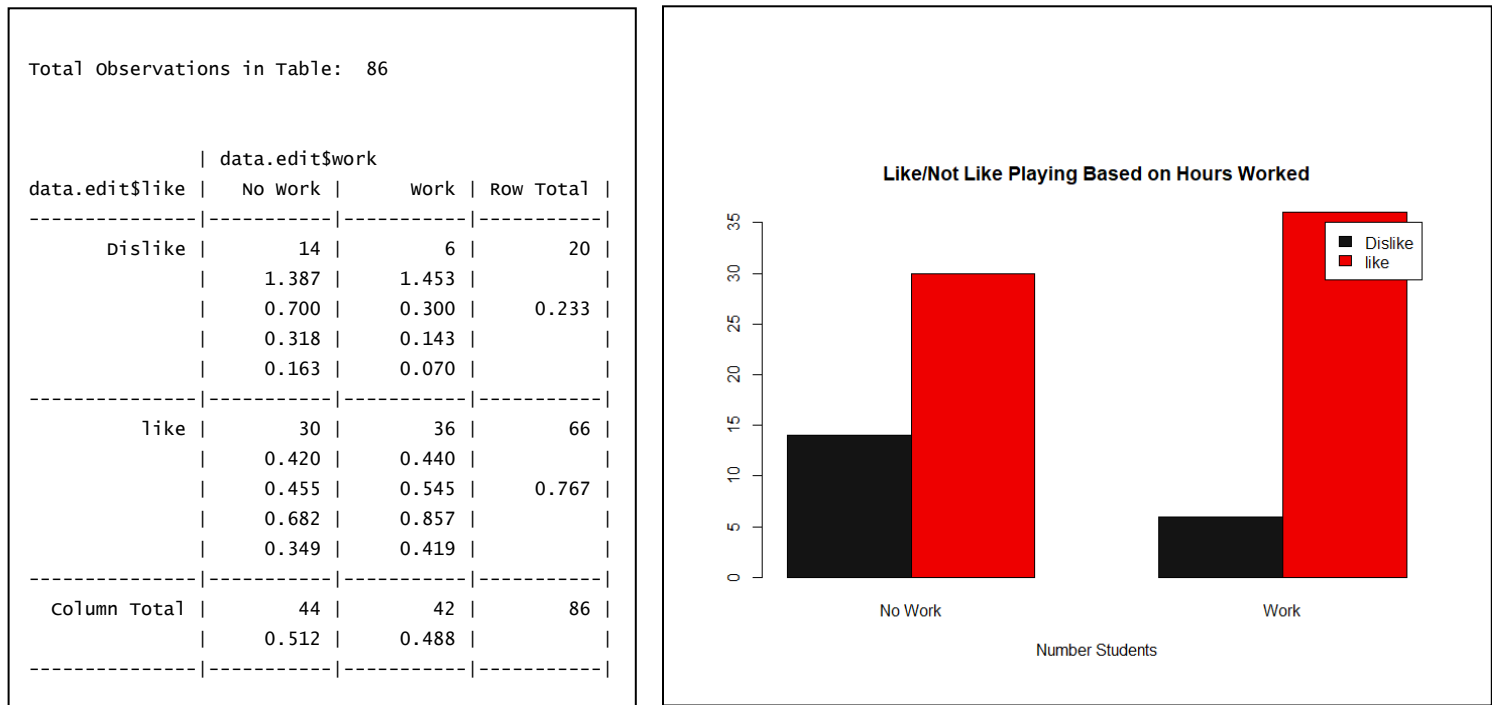 Total Observations in Table:  86
| data.edit$work
data.edit$like |   No Work |      Work | Row Total |
---------------|-----------|-----------|-----------|
Dislike |        14 |         6 |        20 |
|     1.387 |     1.453 |           |
|     0.700 |     0.300 |     0.233 |
|     0.318 |     0.143 |           |
|     0.163 |     0.070 |           |
---------------|-----------|-----------|-----------|
like |        30 |        36 |        66 |
|     0.420 |     0.440 |           |
|     0.455 |     0.545 |     0.767 |
|     0.682 |     0.857 |           |
|     0.349 |     0.419 |           |
---------------|-----------|-----------|-----------|
Column Total |        44 |        42 |        86 |
|     0.512 |     0.488 |           |
---------------|-----------|-----------|-----------|
Like/Not Like Playing Based on Hours Worked
35
30
25
20
15
10
5
0
Dislike
like
No Work
Work
Number Students